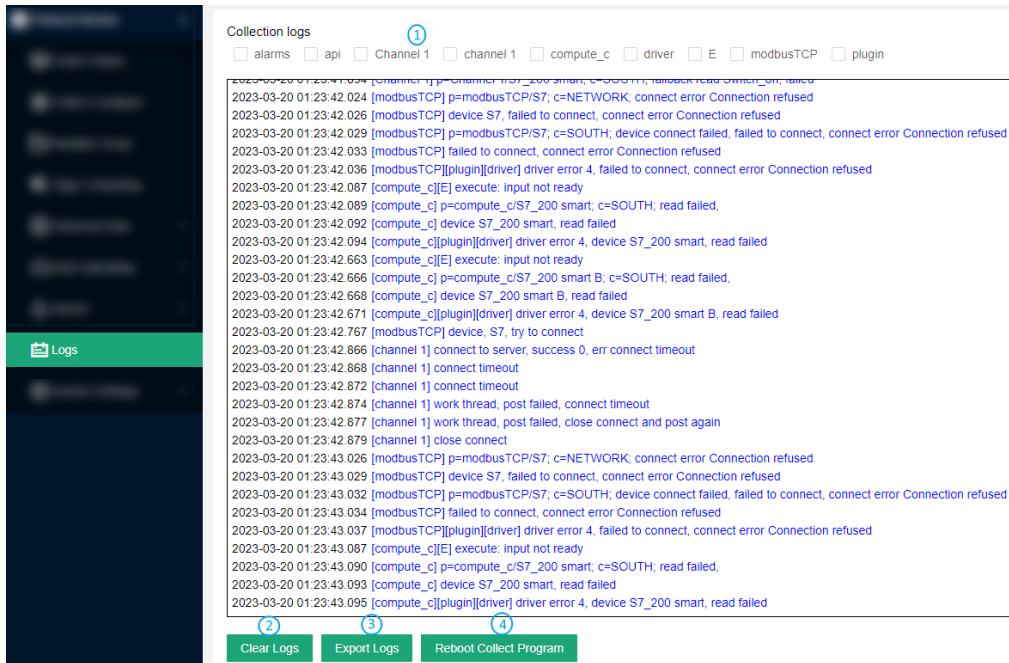 Collection logs
1
alarms api Channel 1 channel 1 compute_c driver E modbusTCP plugin
2023-03-20 01:23:42.024 [modbusTCP] p=modbusTCP/S7; c=NETWORK; connect error Connection refused
2023-03-20 01:23:42.026 [modbusTCP] device S7, failed to connect, connect error Connection refused
2023-03-20 01:23:42.029 [modbusTCP] p=modbusTCP/S7; c=SOUTH; device connect failed, failed to connect, connect error Connection refused
2023-03-20 01:23:42.033 [modbusTCP] failed to connect, connect error Connection refused
2023-03-20 01:23:42.036 [modbusTCP][plugin][driver] driver error 4, failed to connect, connect error Connection refused
2023-03-20 01:23:42.087 [compute_c][E] execute: input not ready
2023-03-20 01:23:42.089 [compute_c] p=compute_c/S7_200 smart; c=SOUTH; read failed,
2023-03-20 01:23:42.092 [compute_c] device S7_200 smart, read failed
2023-03-20 01:23:42.094 [compute_c][plugin][driver] driver error 4, device S7_200 smart, read failed
2023-03-20 01:23:42.663 [compute_c][E] execute: input not ready
2023-03-20 01:23:42.666 [compute_c] p=compute_c/S7_200 smart B; c=SOUTH; read failed,
2023-03-20 01:23:42.668 [compute_c] device S7_200 smart B, read failed
2023-03-20 01:23:42.671 [compute_c][plugin][driver] driver error 4, device S7_200 smart B, read failed
2023-03-20 01:23:42.767 [modbusTCP] device, S7, try to connect
2023-03-20 01:23:42.866 [channel 1] connect to server, success 0, err connect timeout
2023-03-20 01:23:42.868 [channel 1] connect timeout
2023-03-20 01:23:42.872 [channel 1] connect timeout
2023-03-20 01:23:42.874 [channel 1] work thread, post failed, connect timeout
2023-03-20 01:23:42.877 [channel 1] work thread, post failed, close connect and post again
2023-03-20 01:23:42.879 [channel 1] close connect
2023-03-20 01:23:43.026 [modbusTCP] p=modbusTCP/S7; c=NETWORK; connect error Connection refused
2023-03-20 01:23:43.029 [modbusTCP] device S7, failed to connect, connect error Connection refused
2023-03-20 01:23:43.032 [modbusTCP] p=modbusTCP/S7; c=SOUTH; device connect failed, failed to connect, connect error Connection refused
2023-03-20 01:23:43.034 [modbusTCP] failed to connect, connect error Connection refused
2023-03-20 01:23:43.037 [modbusTCP][plugin][driver] driver error 4, failed to connect, connect error Connection refused
2023-03-20 01:23:43.087 [compute_c][E] execute: input not ready
2023-03-20 01:23:43.090 [compute_c] p=compute_c/S7_200 smart; c=SOUTH; read failed,
2023-03-20 01:23:43.093 [compute_c] device S7_200 smart, read failed
2023-03-20 01:23:43.095 [compute_c][plugin][driver] driver error 4, device S7_200 smart, read failed
Logs
2 3 4
Clear Logs Export Logs Reboot Collect Program